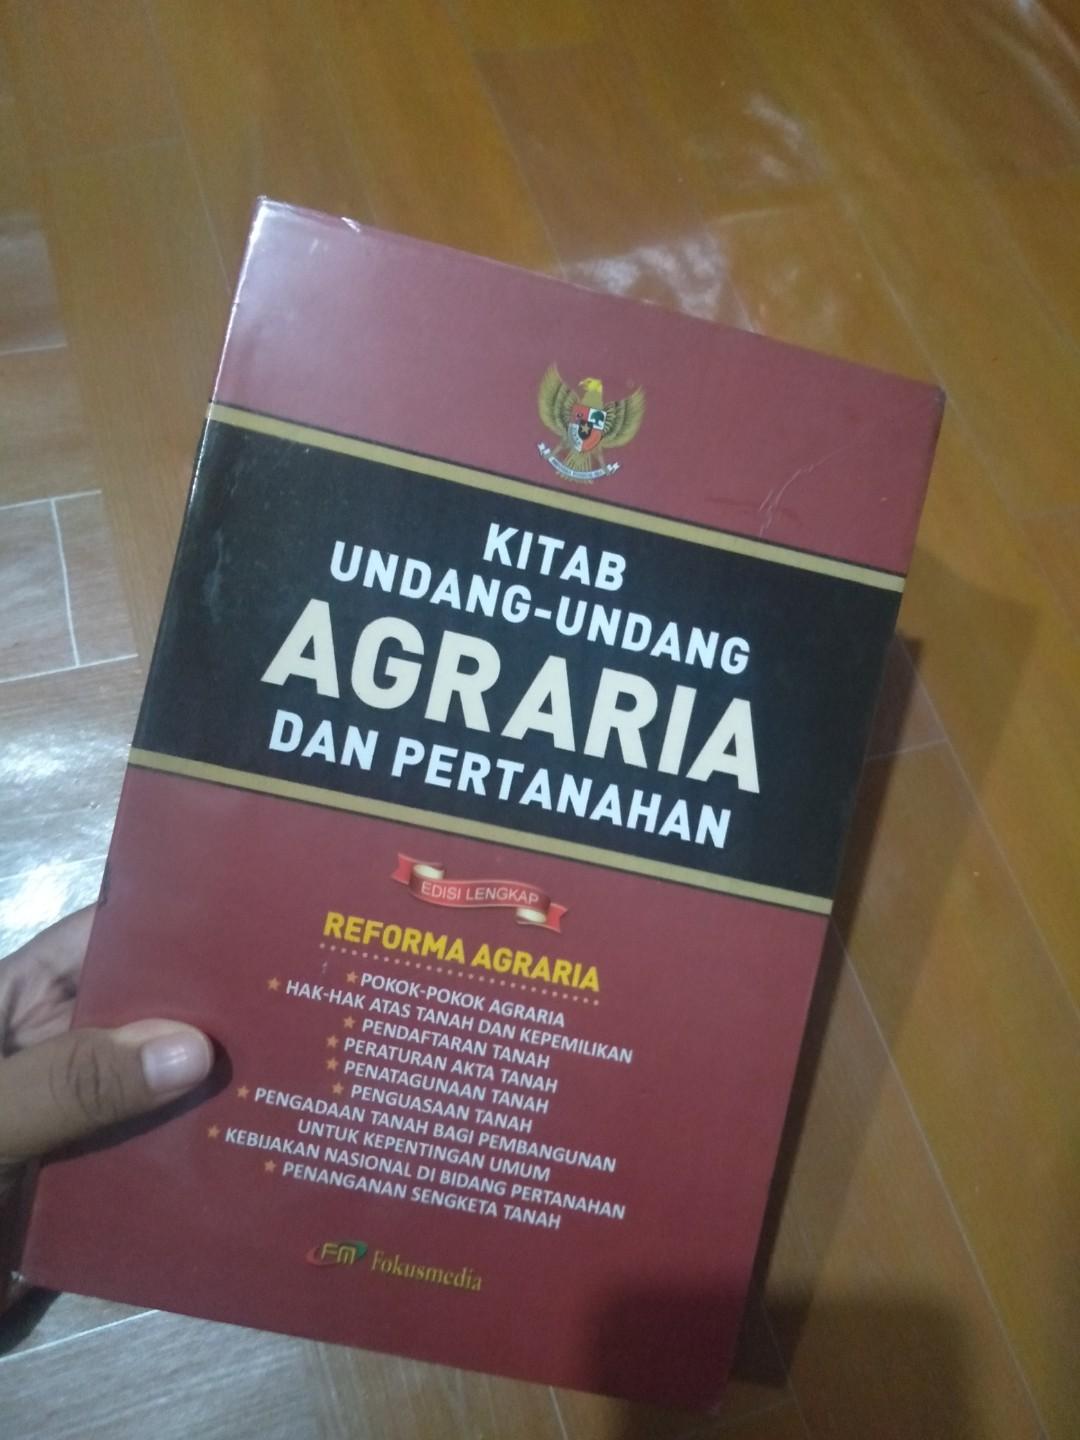 KITAB
UNDANG-UNDANG
AGRARIA
DAN PERTANAHAN
EDISI LENGKAP
REFORMA AGRARIA
POKOK-POKOK AGRARIA
HAK-HAK ATAS TANAH DAN KEPEMILIKAN
PENDAFTARAN TANAH
PERATURAN AKTA TANAH
PENATAGUNAAN TANAH
PENGUASAAN TANAH
PENGADAAN TANAH BAGI PEMBANGUNAN
UNTUK KEPENTINGAN UMUM
KEBIJAKAN NASIONAL DI BIDANG PERTANAHAN
PENANGANAN SENGKETA TANAH
FM Fokusmedia